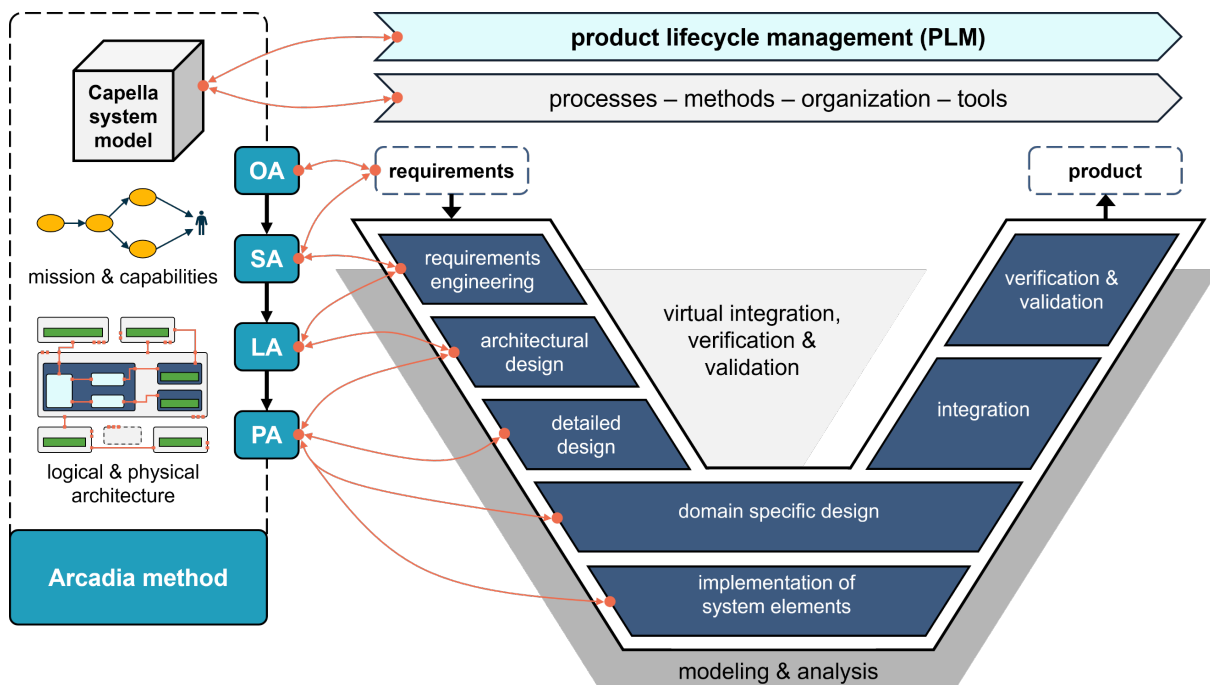 product lifecycle management (PLM)
processes – methods – organization – tools
Capella
system
model
OA
requirements
product
mission & capabilities
SA
requirements
engineering
virtual integration,
verification &
validation
verification &
validation
LA
architectural
design
PA
detailed
design
integration
logical & physical
architecture
domain specific design
Arcadia method
implementation of
system elements
modeling & analysis